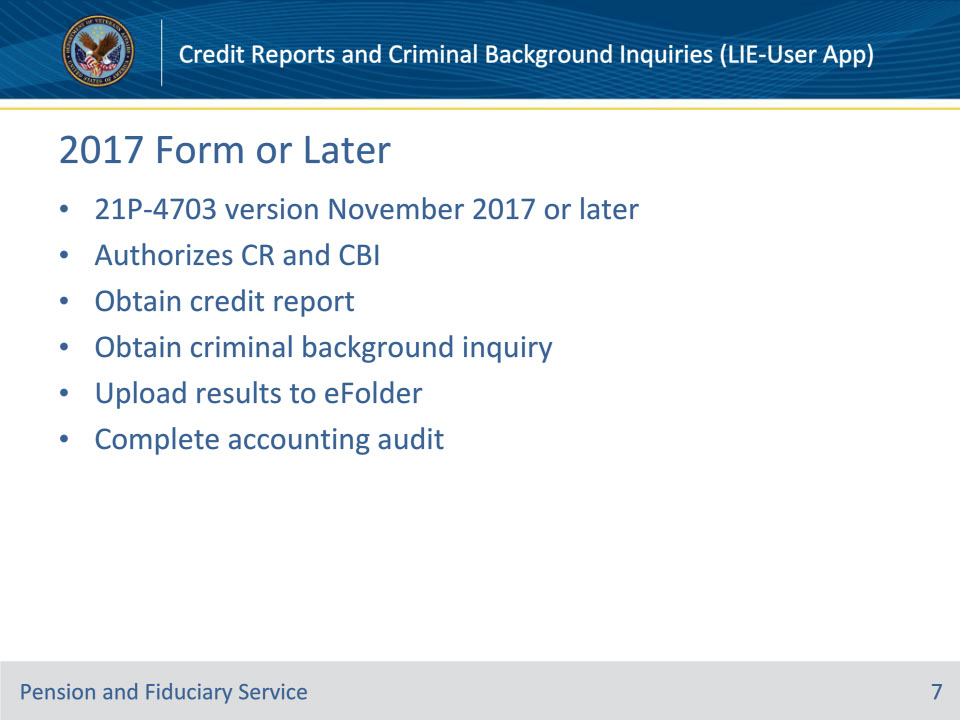 Credit Reports and Criminal Background Inquiries (LIE-User App)
2017 Form or Later
• 21P-4703 version November 2017 or later
• Authorizes CR and CBI
• Obtain credit report
• Obtain criminal background inquiry
• Upload results to eFolder
• Complete accounting audit
Pension and Fiduciary Service
7